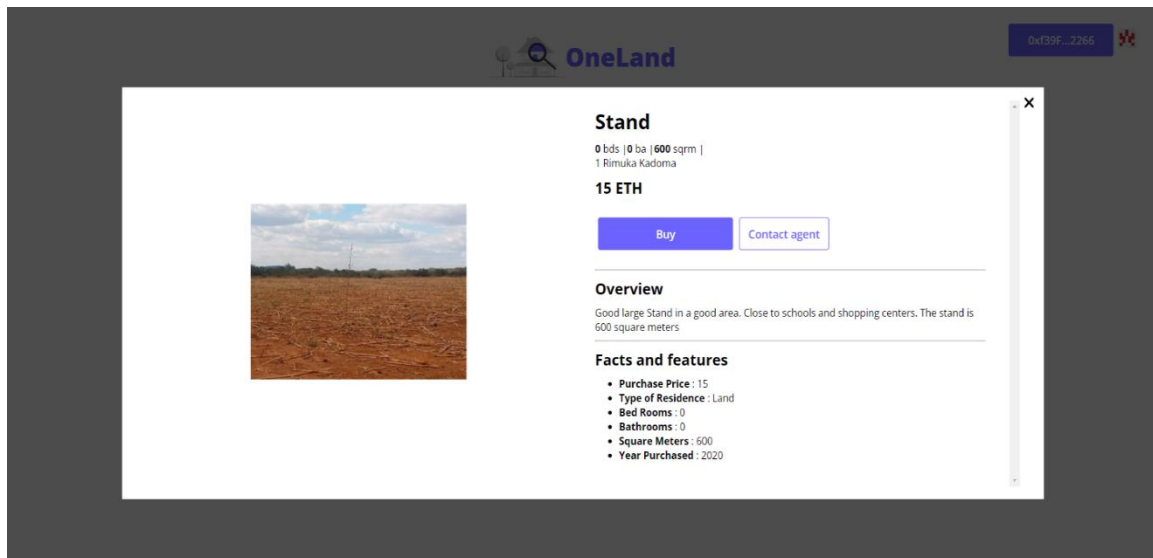 OneLand
0xf39F...2266
×
Stand
0 bds |0 ba |600 sqrm |
1 Rimuka Kadoma
15 ETH
Buy
Contact agent
Overview
Good large Stand in a good area. Close to schools and shopping centers. The stand is
600 square meters
Facts and features
• Purchase Price : 15
• Type of Residence : Land
• Bed Rooms : 0
• Bathrooms : 0
• Square Meters : 600
• Year Purchased : 2020